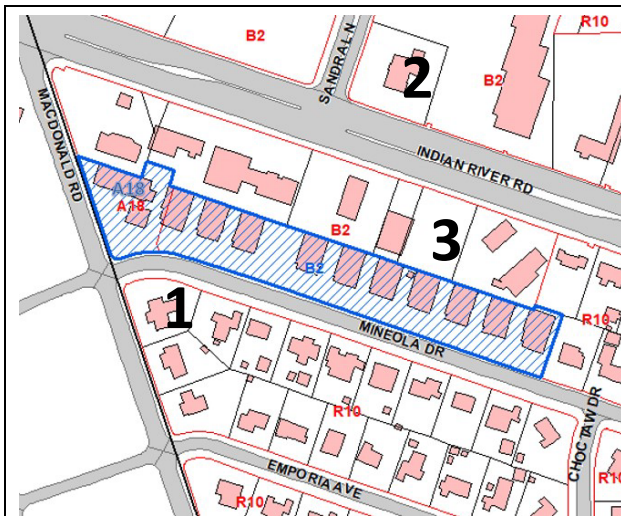 R10
B2
SANDRAL N
2
B2
MACDONALD RD
INDIAN RIVER RD
A18
A18
B2
3
B2
1
R10
MINEOLA DR
R10
CHOCTAW DR
EMPORIA AVE
R10
R10